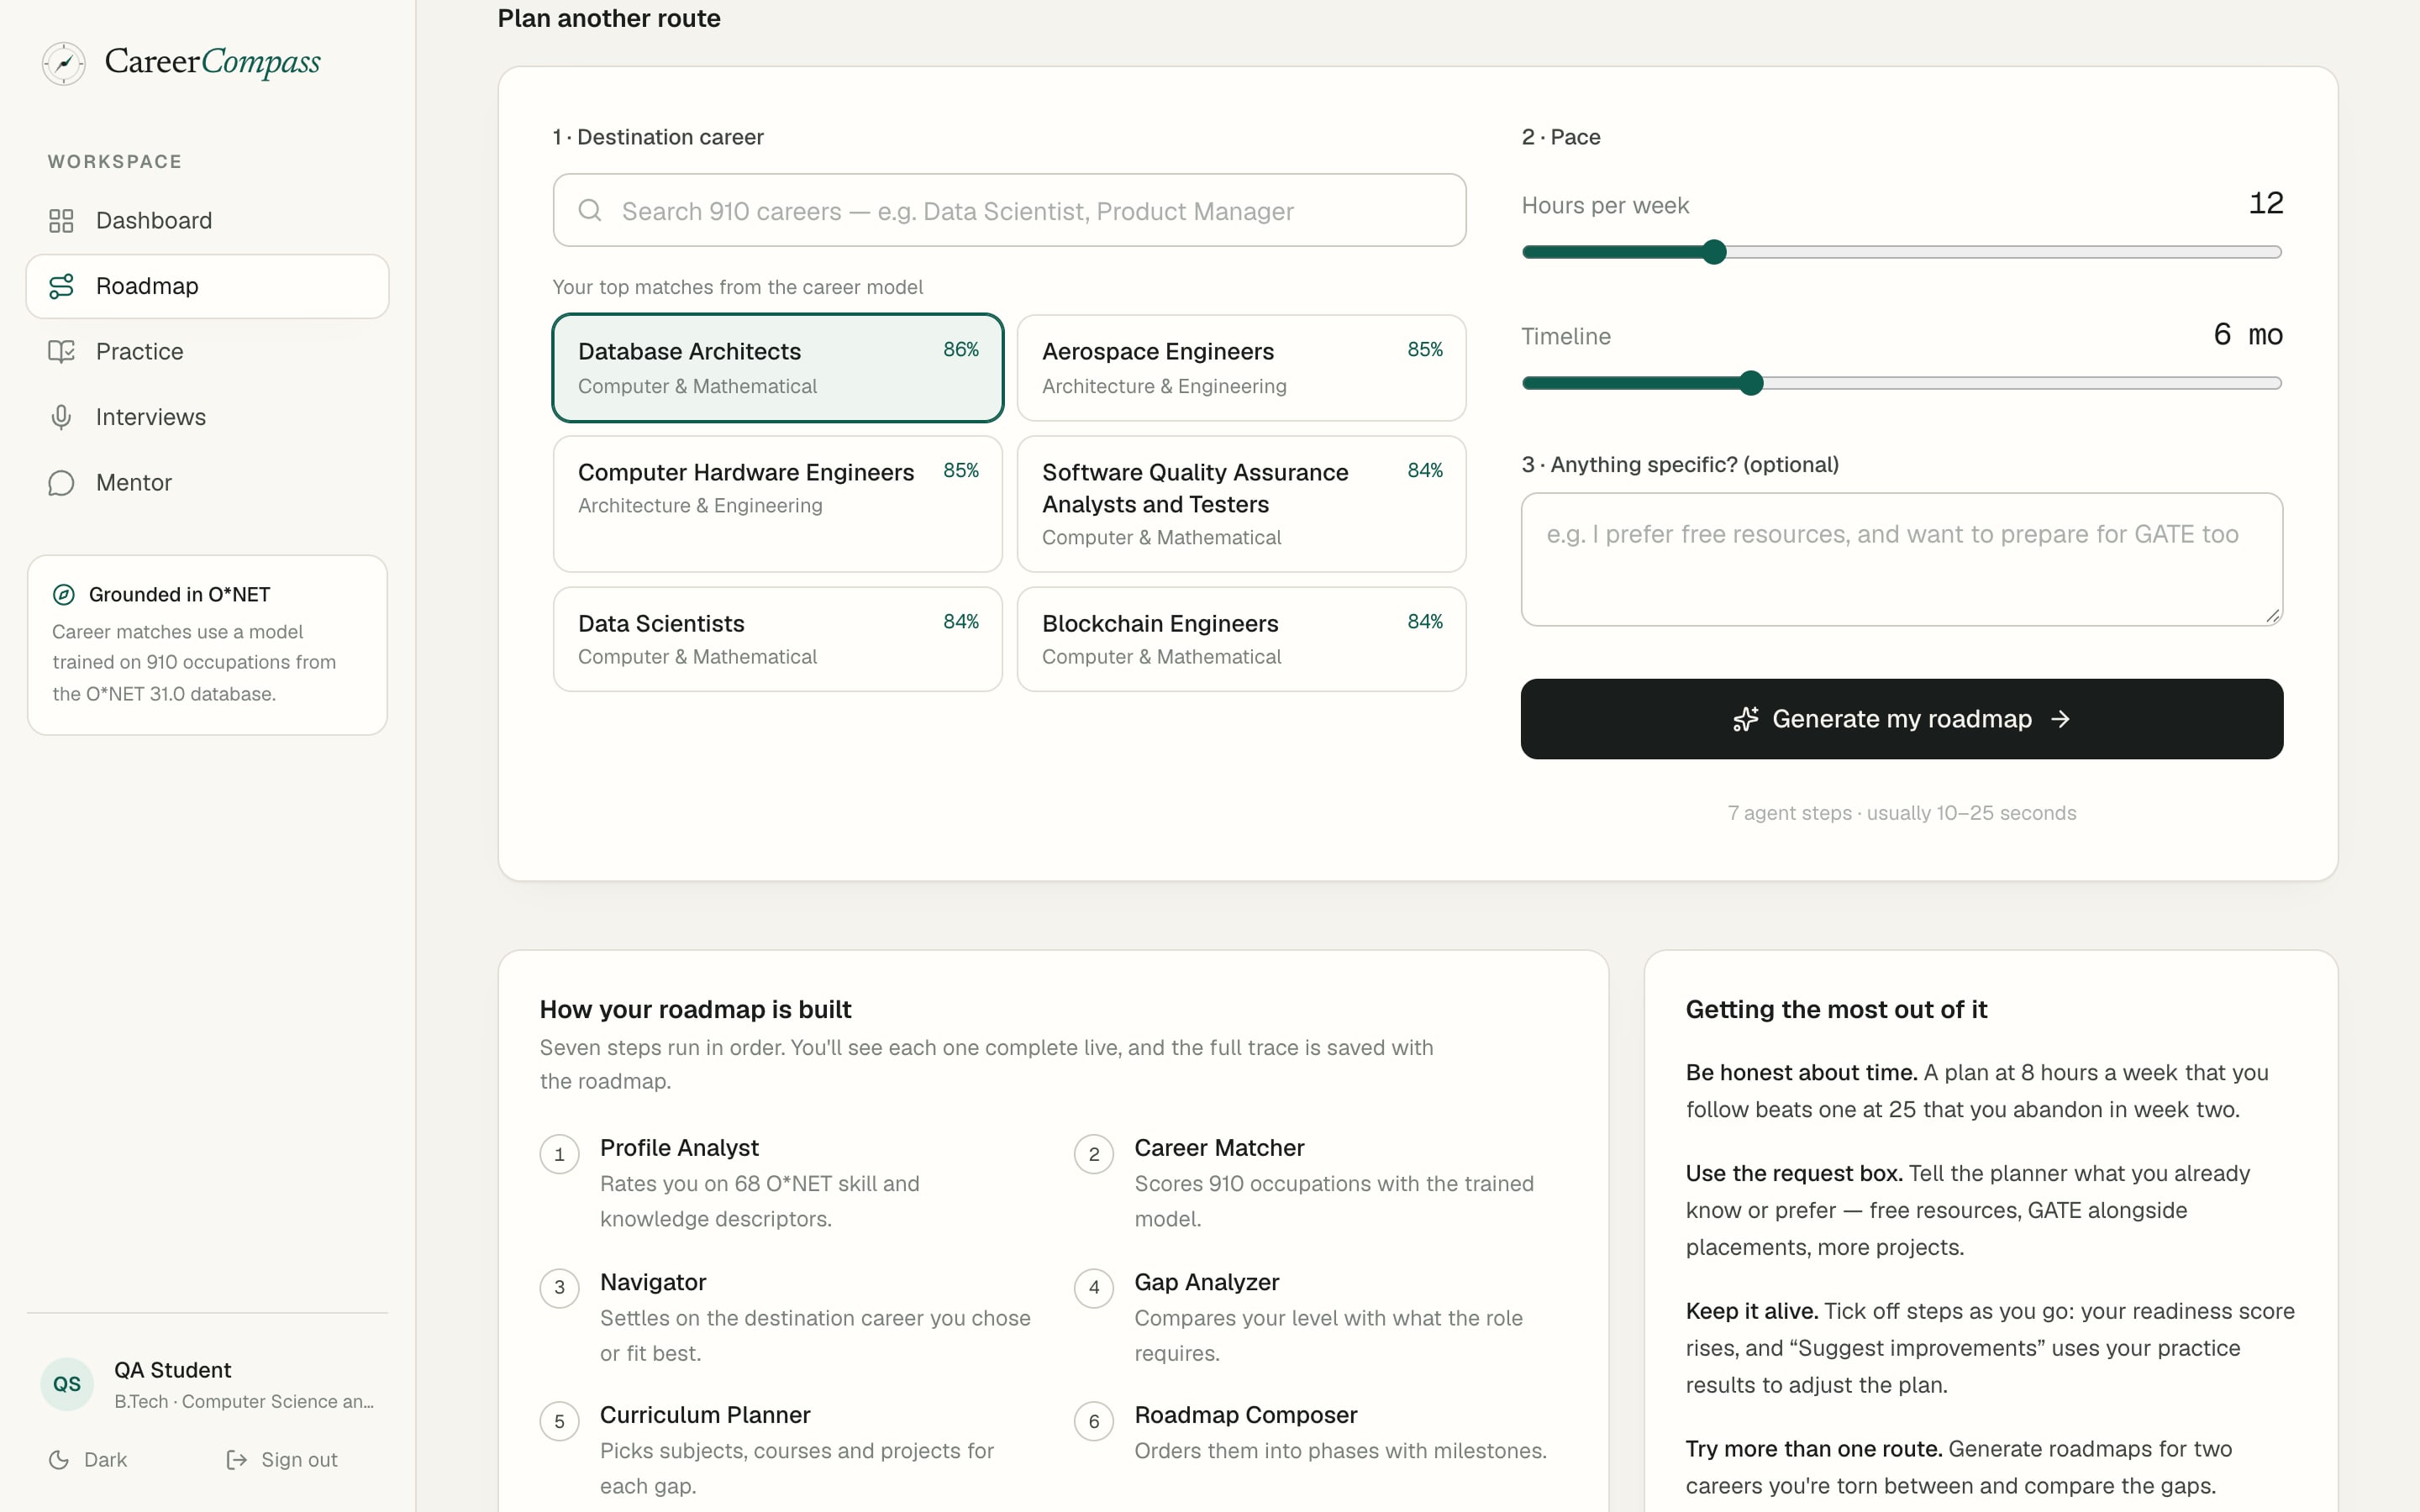 CareerCompass
WORKSPACE
Dashboard
Roadmap
Practice
Interviews
Mentor
Grounded in O*NET
Career matches use a model
trained on 910 occupations from
the O*NET 31.0 database.
QS
QA Student
B.Tech · Computer Science an...
Dark
Sign out
Plan another route
1 · Destination career
Search 910 careers — e.g. Data Scientist, Product Manager
Your top matches from the career model
Database Architects
86%
Computer & Mathematical
Aerospace Engineers
85%
Architecture & Engineering
Computer Hardware Engineers
85%
Architecture & Engineering
Software Quality Assurance
Analysts and Testers
84%
Computer & Mathematical
Data Scientists
84%
Computer & Mathematical
Blockchain Engineers
84%
Computer & Mathematical
2 · Pace
Hours per week
12
Timeline
6 mo
3 · Anything specific? (optional)
e.g. I prefer free resources, and want to prepare for GATE too
Generate my roadmap →
7 agent steps · usually 10–25 seconds
How your roadmap is built
Seven steps run in order. You'll see each one complete live, and the full trace is saved with
the roadmap.
1
Profile Analyst
Rates you on 68 O*NET skill and
knowledge descriptors.
2
Career Matcher
Scores 910 occupations with the trained
model.
3
Navigator
Settles on the destination career you chose
or fit best.
4
Gap Analyzer
Compares your level with what the role
requires.
5
Curriculum Planner
Picks subjects, courses and projects for
each gap.
6
Roadmap Composer
Orders them into phases with milestones.
Getting the most out of it
Be honest about time. A plan at 8 hours a week that you
follow beats one at 25 that you abandon in week two.
Use the request box. Tell the planner what you already
know or prefer — free resources, GATE alongside
placements, more projects.
Keep it alive. Tick off steps as you go: your readiness score
rises, and “Suggest improvements” uses your practice
results to adjust the plan.
Try more than one route. Generate roadmaps for two
careers you're torn between and compare the gaps.